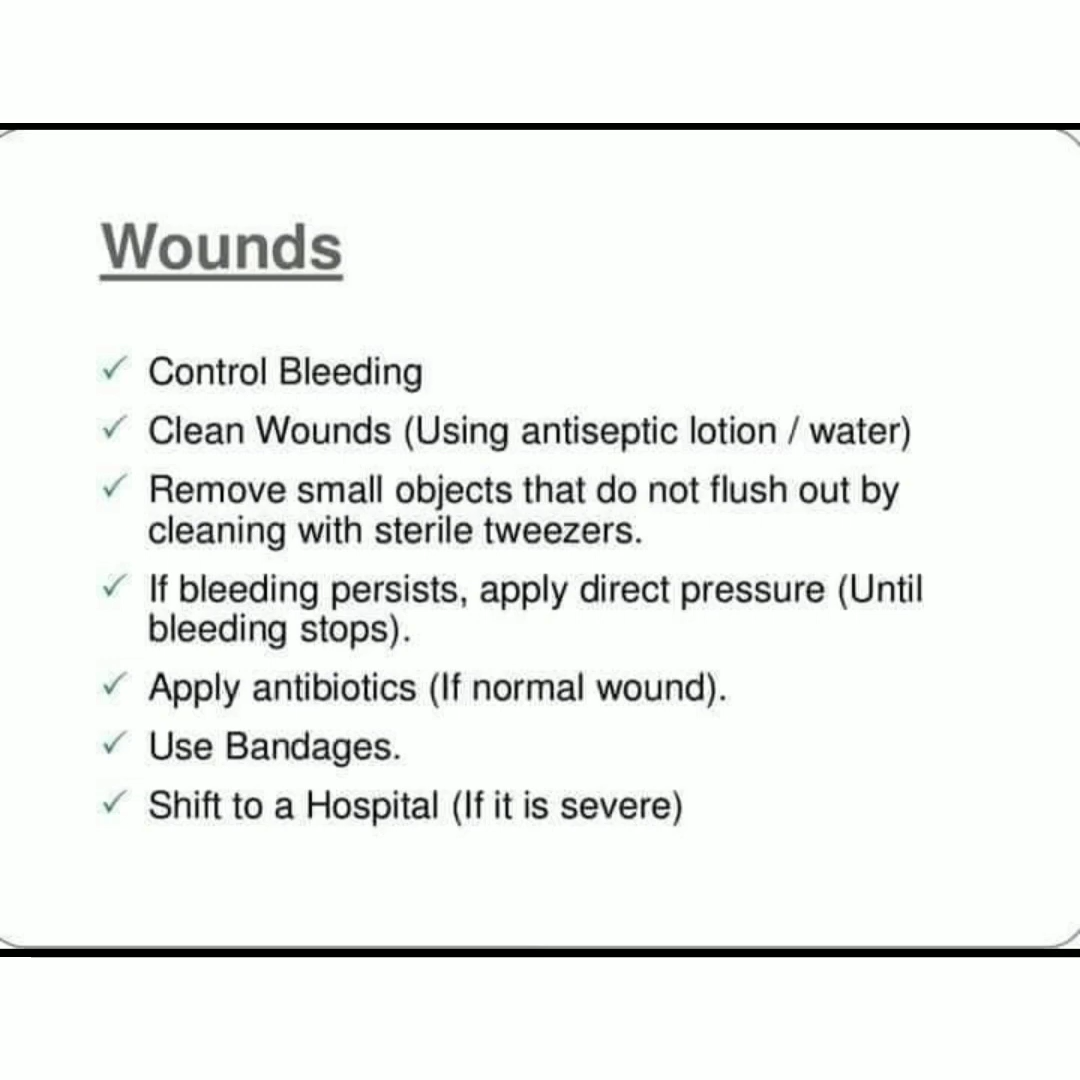 Wounds
✓ Control Bleeding
✓ Clean Wounds (Using antiseptic lotion / water)
✓ Remove small objects that do not flush out by
cleaning with sterile tweezers.
✓ If bleeding persists, apply direct pressure (Until
bleeding stops).
✓ Apply antibiotics (If normal wound).
✓ Use Bandages.
✓ Shift to a Hospital (If it is severe)